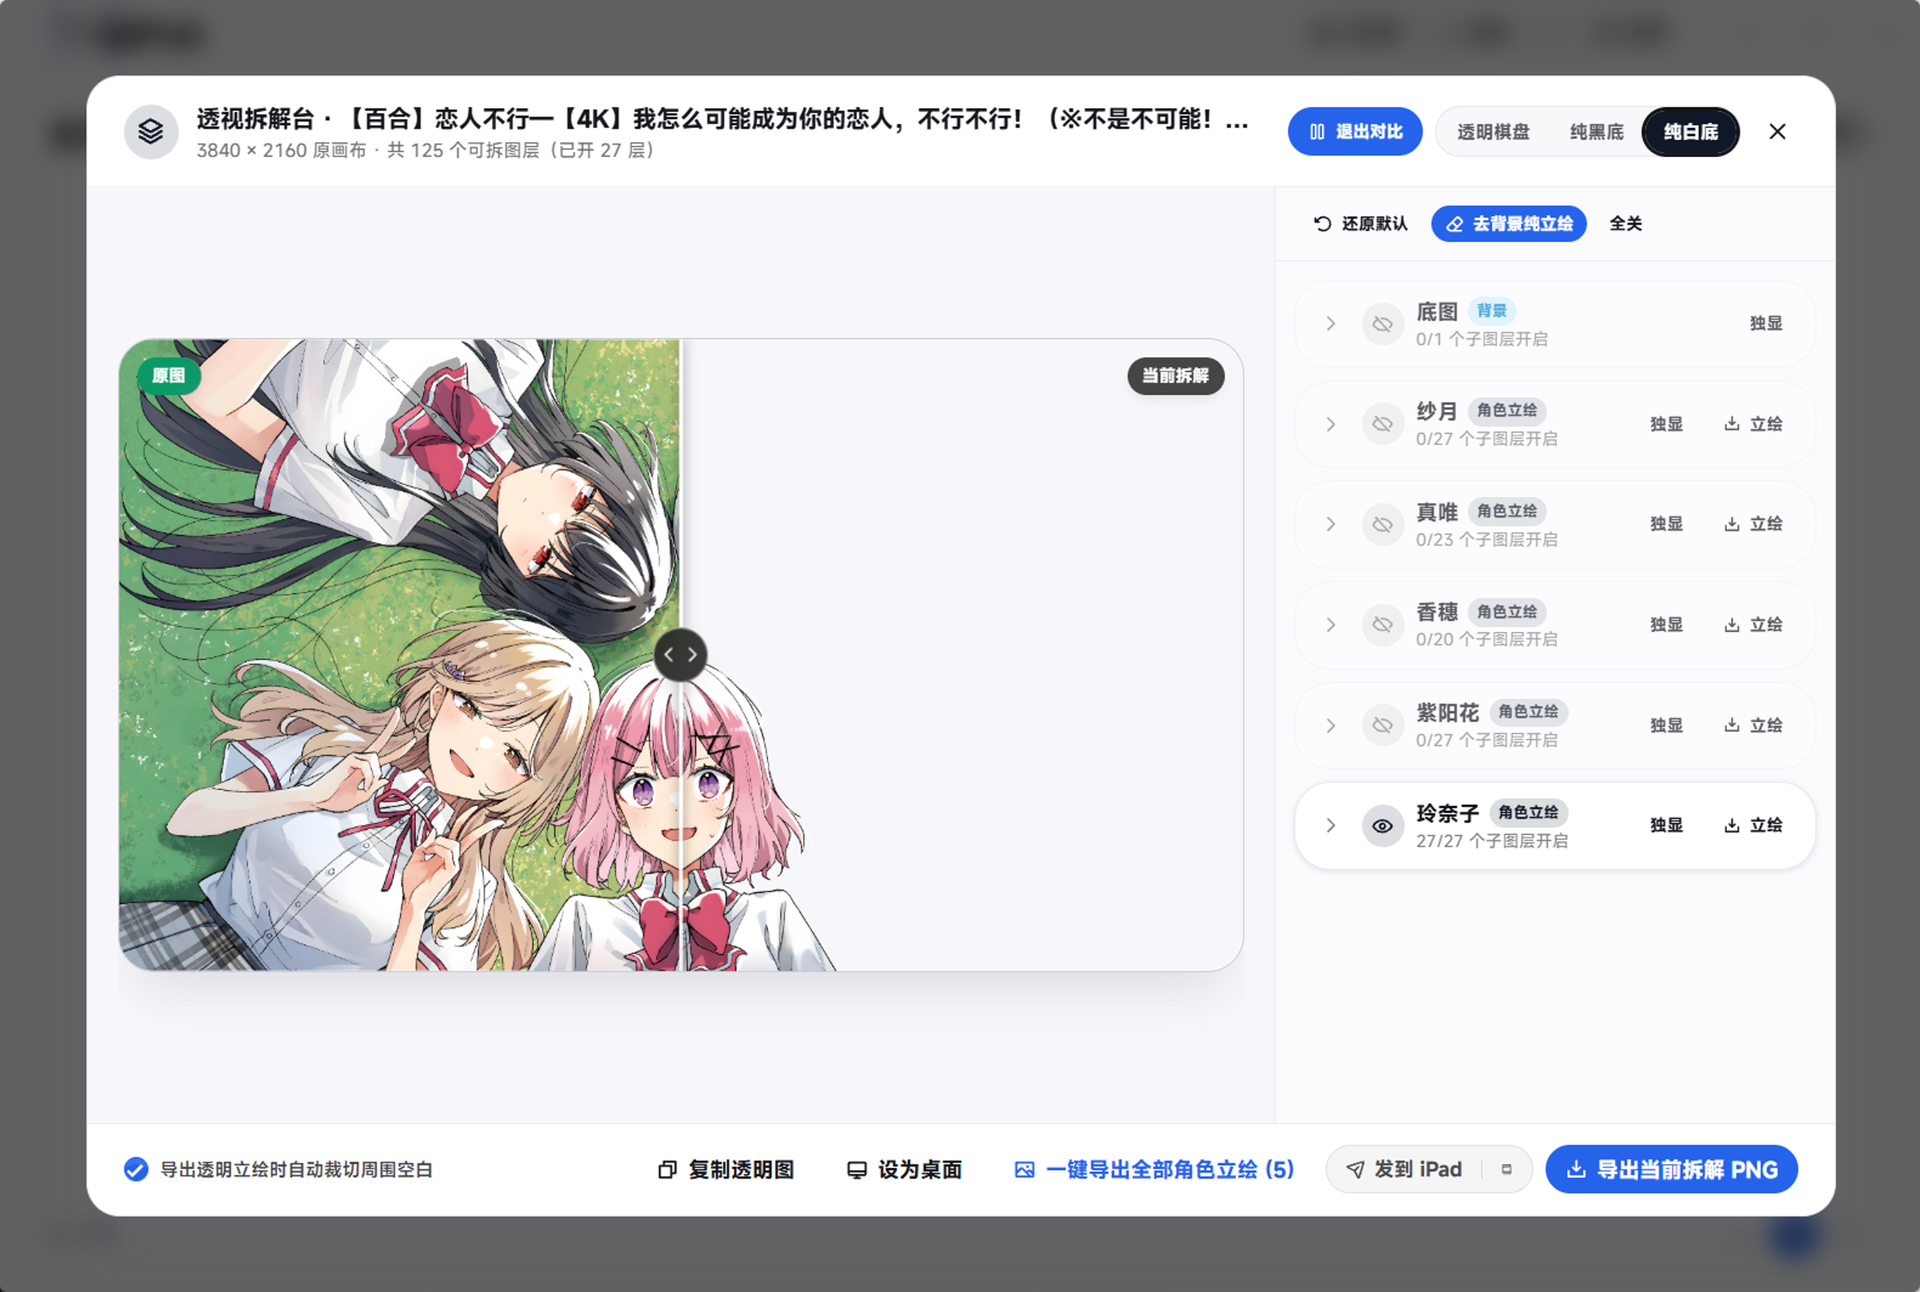 透视拆解台 · 【百合】恋人不行一【4K】我怎么可能成为你的恋人，不行不行！（※不是不可能！...
3840 × 2160 原画布 · 共 125 个可拆图层（已开 27 层）
退出对比
透明棋盘
纯黑底
纯白底
还原默认
去背景纯立绘
全关
原图
当前拆解
底图 背景
0/1 个子图层开启
独显
纱月 角色立绘
0/27 个子图层开启
独显
立绘
真唯 角色立绘
0/23 个子图层开启
独显
立绘
香穗 角色立绘
0/20 个子图层开启
独显
立绘
紫阳花 角色立绘
0/27 个子图层开启
独显
立绘
玲奈子 角色立绘
27/27 个子图层开启
独显
立绘
导出透明立绘时自动裁切周围空白
复制透明图
设为桌面
一键导出全部角色立绘 (5)
发到 iPad
导出当前拆解 PNG